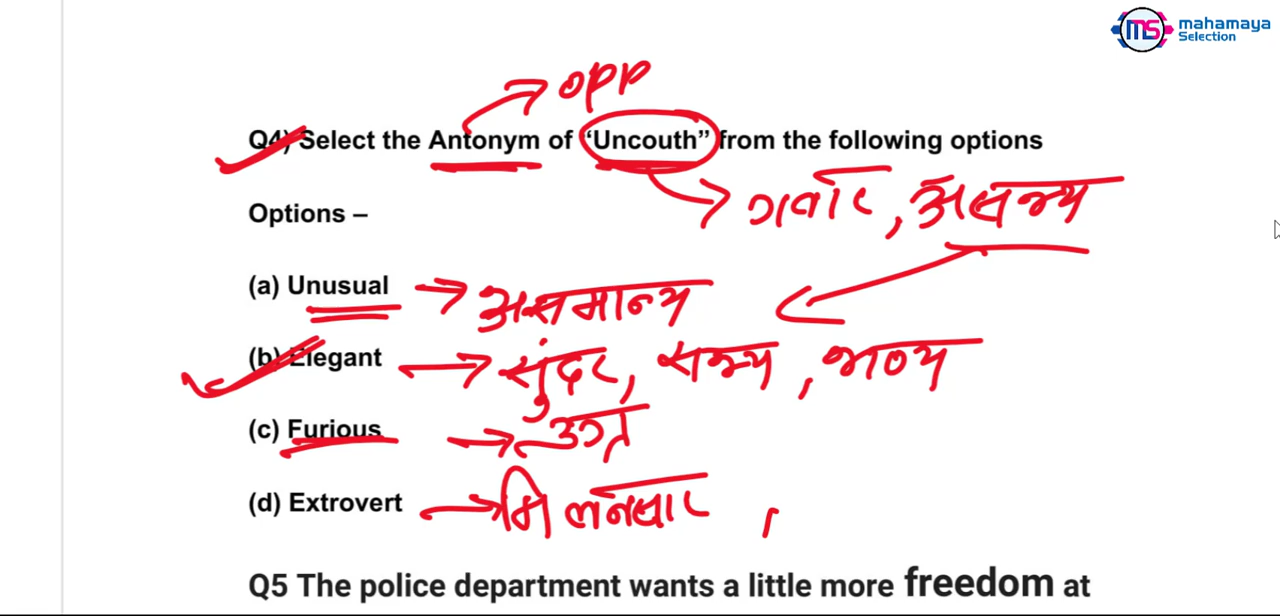 mahamaya
Selection
MS
opp
Q4) Select the Antonym of "Uncouth" from the following options
गवाँर, असभ्य
Options –
(a) Unusual → असमान्य
(b) Elegant → सुंदर, सभ्य, भव्य
(c) Furious → उग्र
(d) Extrovert → मिलनसार
Q5 The police department wants a little more freedom at